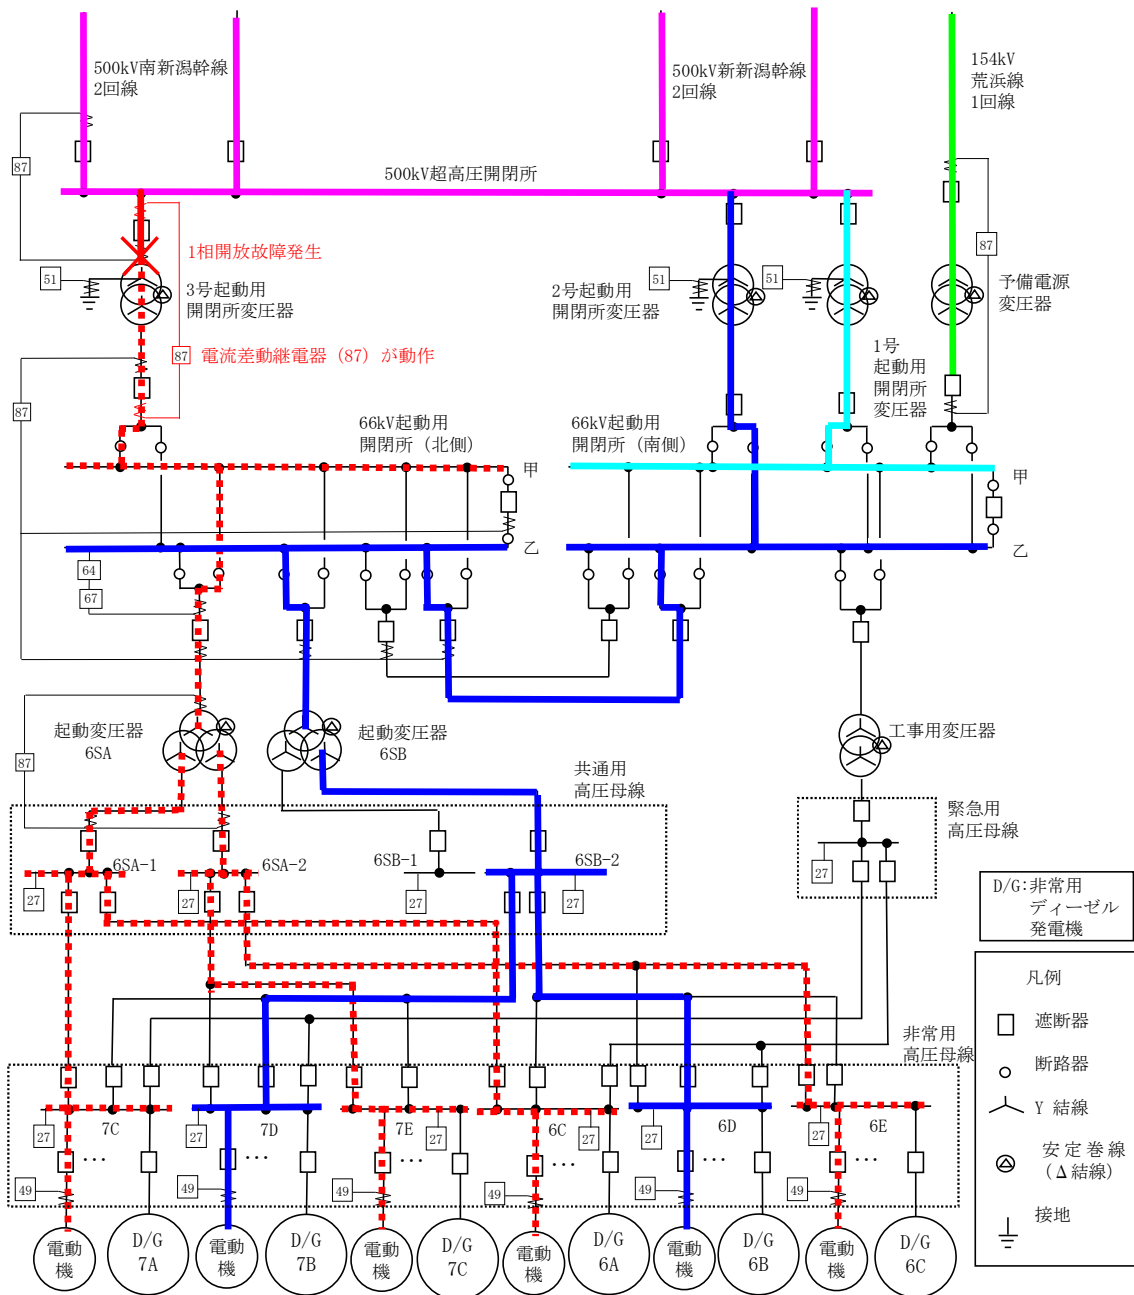 500kV南新潟幹線
2回線
500kV新新潟幹線
2回線
154kV
荒浜線
1回線
87
500kV超高圧開閉所
1相開放故障発生
87
51
3号起動用
開閉所変圧器
51
2号起動用
開閉所変圧器
51
予備電源
変圧器
87
電流差動継電器（87）が動作
1号
起動用
開閉所
変圧器
87
66kV起動用
開閉所（北側）
66kV起動用
開閉所（南側）
甲
甲
乙
乙
64
67
起動変圧器
6SA
起動変圧器
6SB
工事用変圧器
87
共通用
高圧母線
緊急用
高圧母線
6SA-1
6SA-2
6SB-1
6SB-2
27
27
27
27
27
D/G:非常用
ディーゼル
発電機
凡例
遮断器
断路器
Y 結線
安定巻線
(Δ結線)
接地
非常用
高圧母線
7C
7D
7E
6C
6D
6E
27
27
27
27
27
27
…
…
…
…
…
…
49
49
49
49
49
49
電動
機
D/G
7A
電動
機
D/G
7B
電動
機
D/G
7C
電動
機
D/G
6A
電動
機
D/G
6B
電動
機
D/G
6C